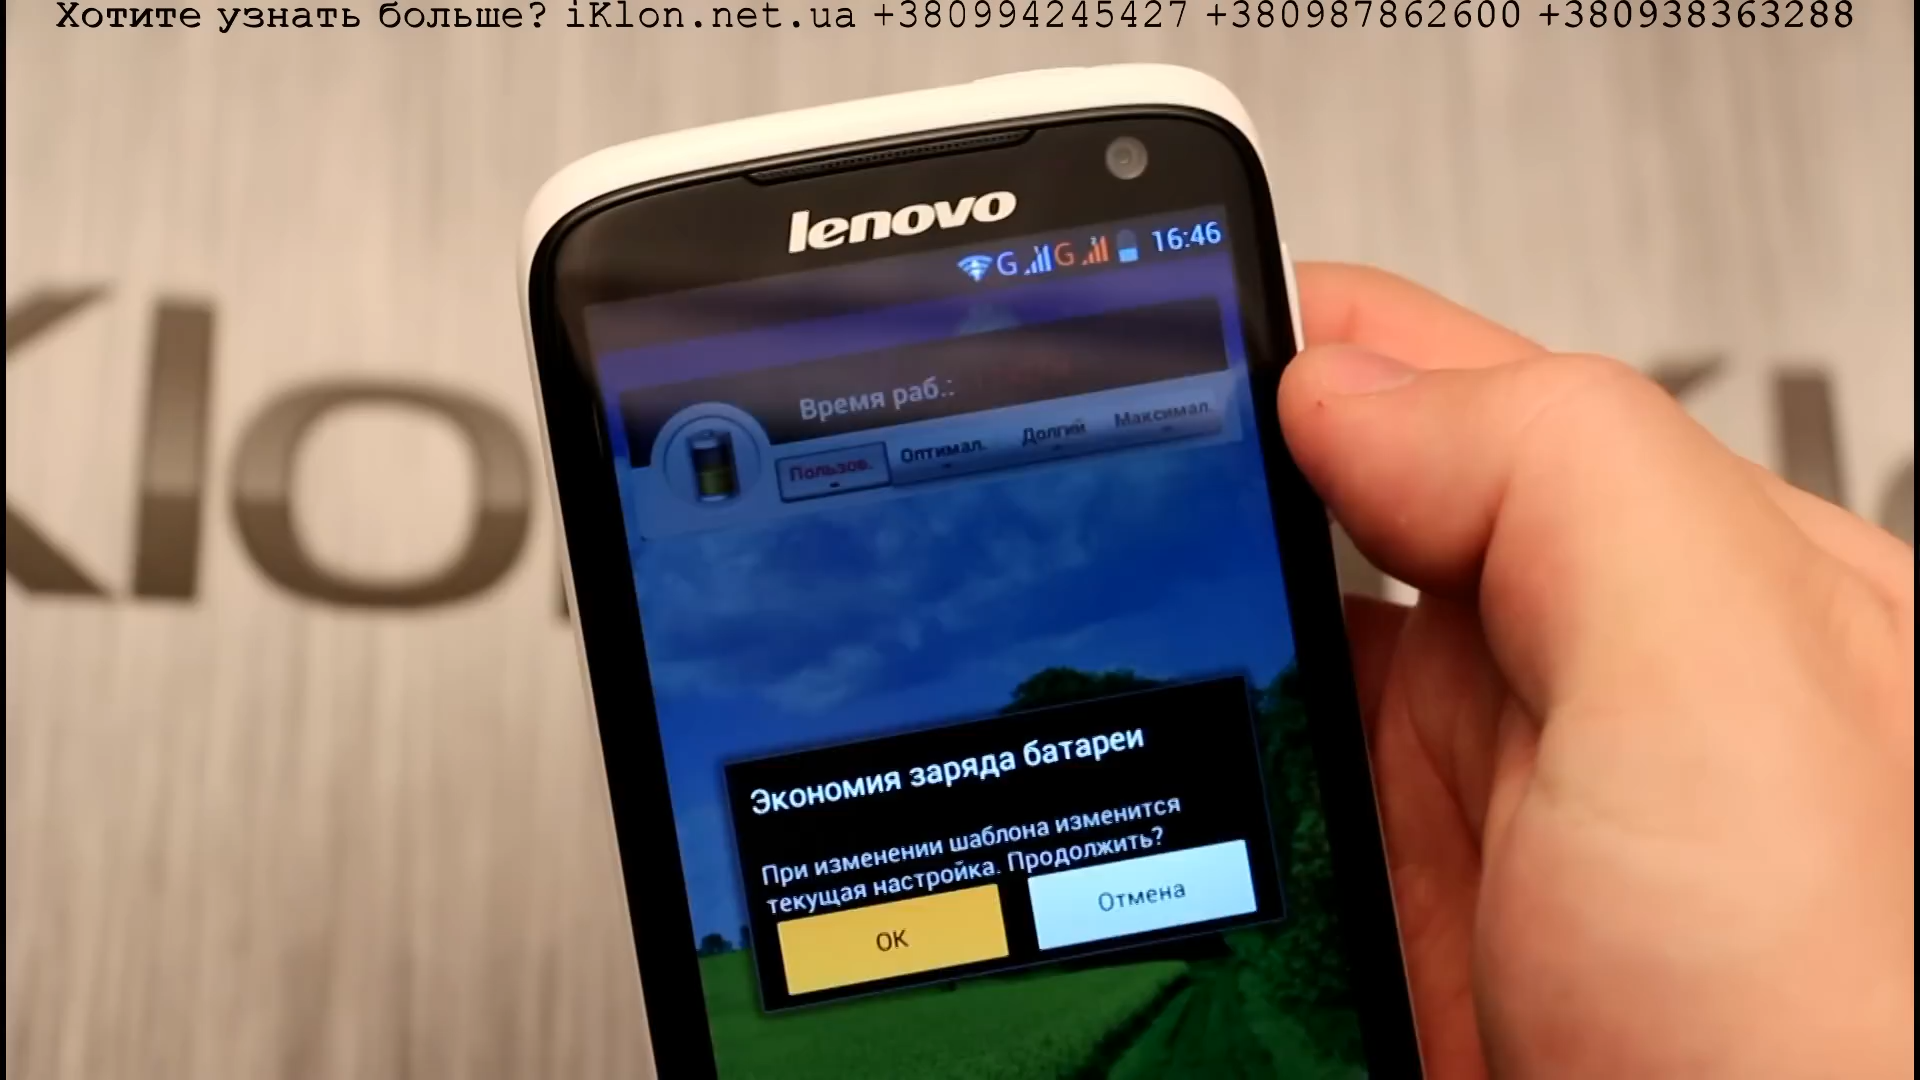 Хотите узнать больше? iKlon.net.ua +380994245427 +380987862600 +380938363288
lenovo
G G 16:46
Время раб.:
Пользов. Оптимал. Долгий Максимал.
Klon
Экономия заряда батареи
При изменении шаблона изменится
текущая настройка. Продолжить?
OK Отмена